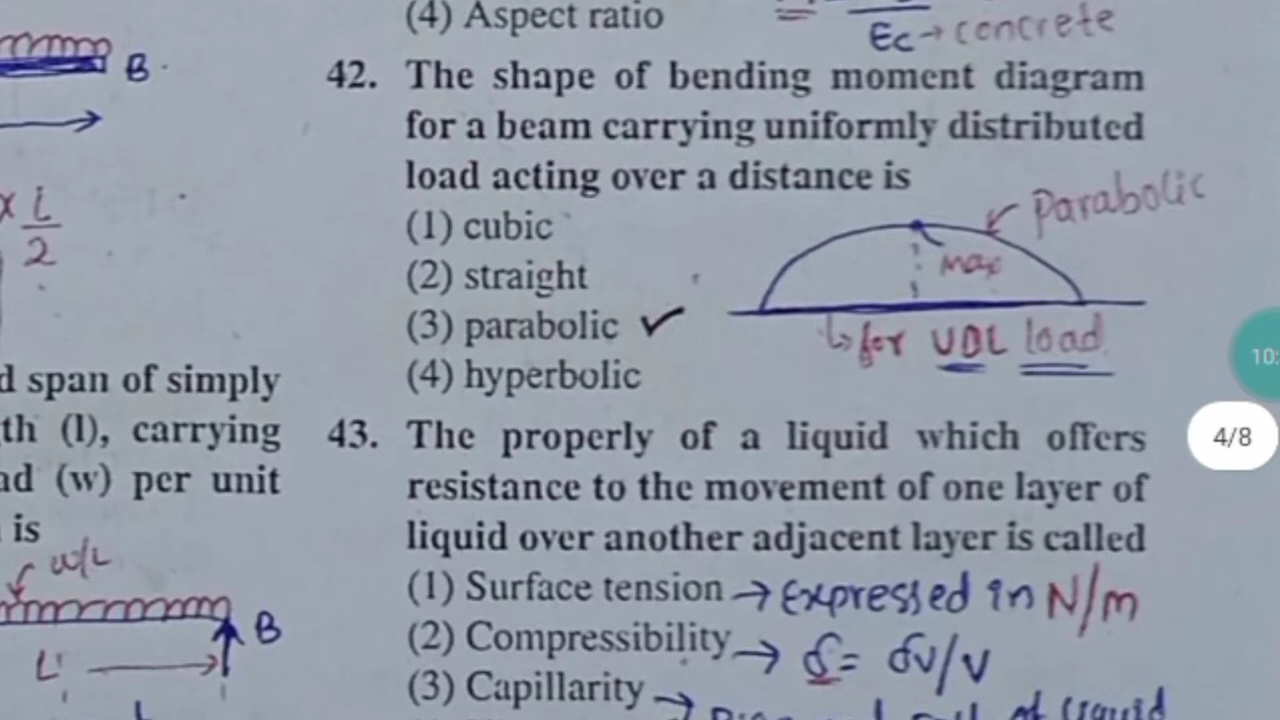 B
x L/2
d span of simply
th (l), carrying
ad (w) per unit
is
w/L
B
L
(4) Aspect ratio
Ec → concrete
42. The shape of bending moment diagram
for a beam carrying uniformly distributed
load acting over a distance is
(1) cubic
(2) straight
(3) parabolic ✓
(4) hyperbolic
Parabolic
max
↳ for UDL load
43. The properly of a liquid which offers
resistance to the movement of one layer of
liquid over another adjacent layer is called
(1) Surface tension → Expressed in N/m
(2) Compressibility → δ = δv/v
(3) Capillarity →
10:
4/8